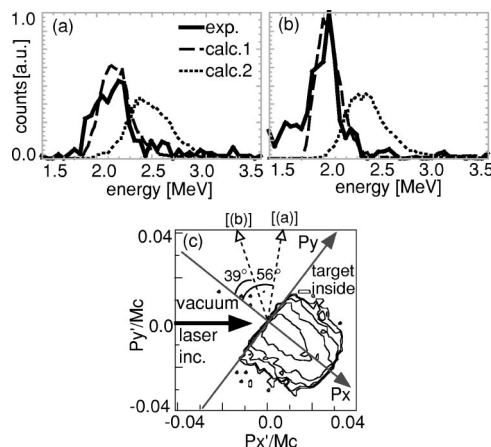 (a)
exp.
calc.1
calc.2
(b)
counts [a.u.]
1.0
0.0
1.5 2.0 2.5 3.0 3.5
energy [MeV]
1.5 2.0 2.5 3.0 3.5
energy [MeV]
[(b)] [(a)]
0.04
(c)
Py
39° 56°
target
inside
vacuum
0.0
laser
inc.
Px
-0.04
-0.04 0.0 0.04
Py'/Mc
Px'/Mc